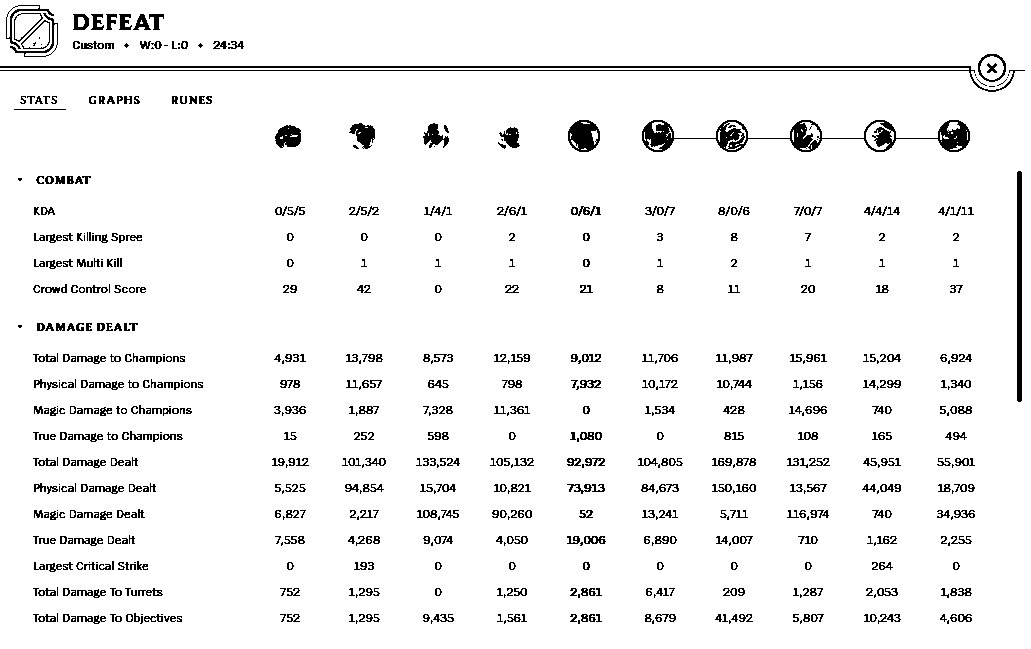 DEFEAT
Custom • W:0 - L:0 • 24:34
STATS GRAPHS RUNES
COMBAT
KDA 0/5/5 2/5/2 1/4/1 2/6/1 0/6/1 3/0/7 8/0/6 7/0/7 4/4/14 4/1/11
Largest Killing Spree 0 0 0 2 0 3 8 7 2 2
Largest Multi Kill 0 1 1 1 0 1 2 1 1 1
Crowd Control Score 29 42 0 22 21 8 11 20 18 37
DAMAGE DEALT
Total Damage to Champions 4,931 13,798 8,573 12,159 9,012 11,706 11,987 15,961 15,204 6,924
Physical Damage to Champions 978 11,657 645 798 7,932 10,172 10,744 1,156 14,299 1,340
Magic Damage to Champions 3,936 1,887 7,328 11,361 0 1,534 428 14,696 740 5,088
True Damage to Champions 15 252 598 0 1,080 0 815 108 165 494
Total Damage Dealt 19,912 101,340 133,524 105,132 92,972 104,805 169,878 131,252 45,951 55,901
Physical Damage Dealt 5,525 94,854 15,704 10,821 73,913 84,673 150,160 13,567 44,049 18,709
Magic Damage Dealt 6,827 2,217 108,745 90,260 52 13,241 5,711 116,974 740 34,936
True Damage Dealt 7,558 4,268 9,074 4,050 19,006 6,890 14,007 710 1,162 2,255
Largest Critical Strike 0 193 0 0 0 0 0 0 264 0
Total Damage To Turrets 752 1,295 0 1,250 2,861 6,417 209 1,287 2,053 1,838
Total Damage To Objectives 752 1,295 9,435 1,561 2,861 8,679 41,492 5,807 10,243 4,606